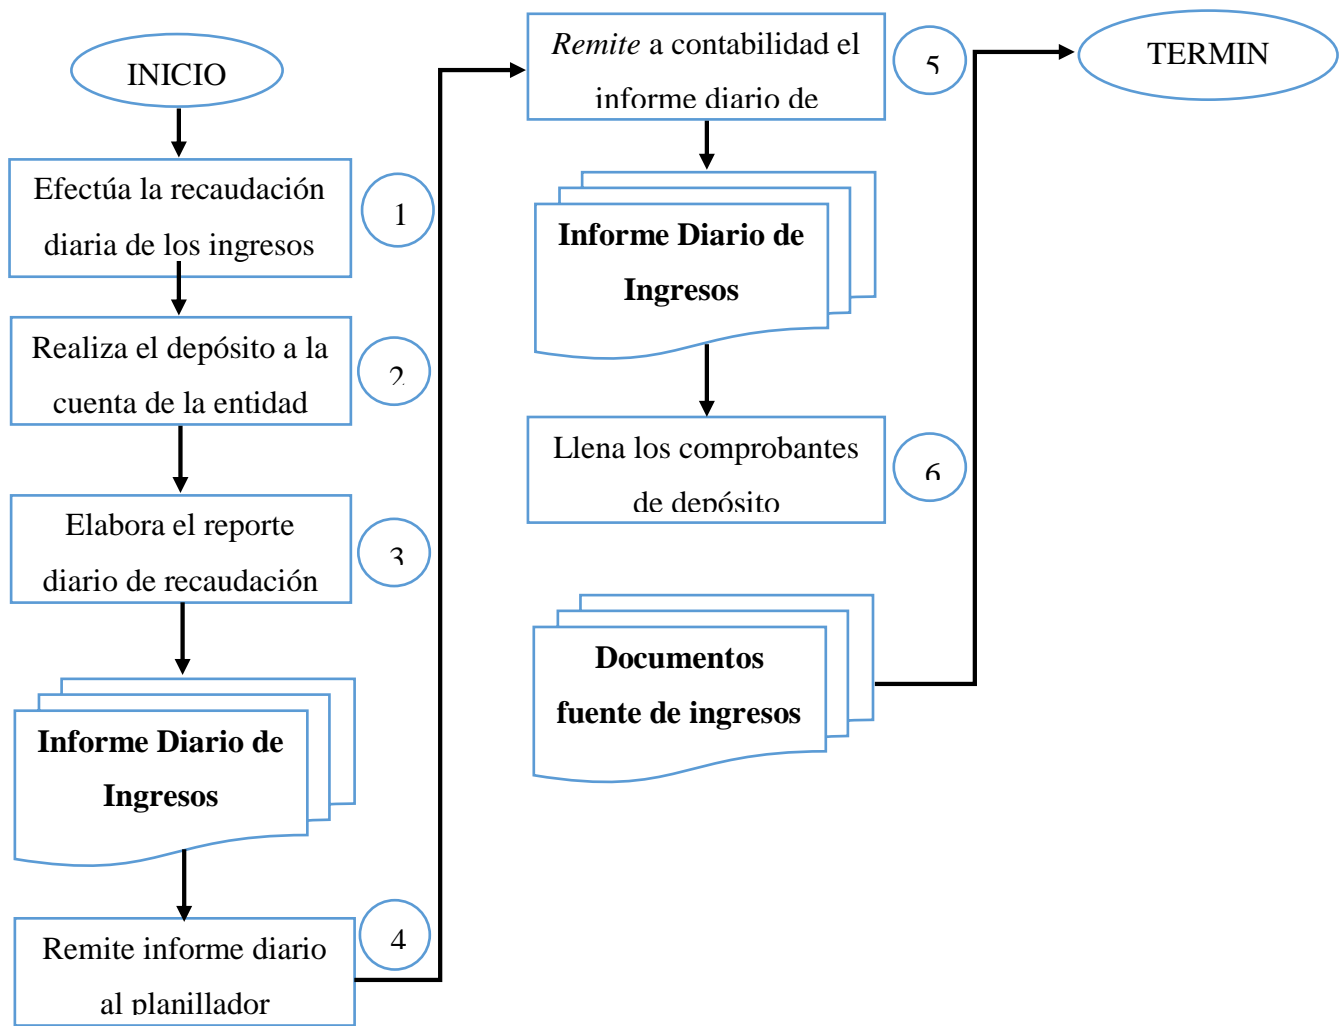 INICIO
Efectúa la recaudación
diaria de los ingresos
1
Realiza el depósito a la
cuenta de la entidad
2
Elabora el reporte
diario de recaudación
3
Informe Diario de
Ingresos
Remite informe diario
al planillador
4
Remite a contabilidad el
informe diario de
5
Informe Diario de
Ingresos
Llena los comprobantes
de depósito
6
Documentos
fuente de ingresos
TERMIN